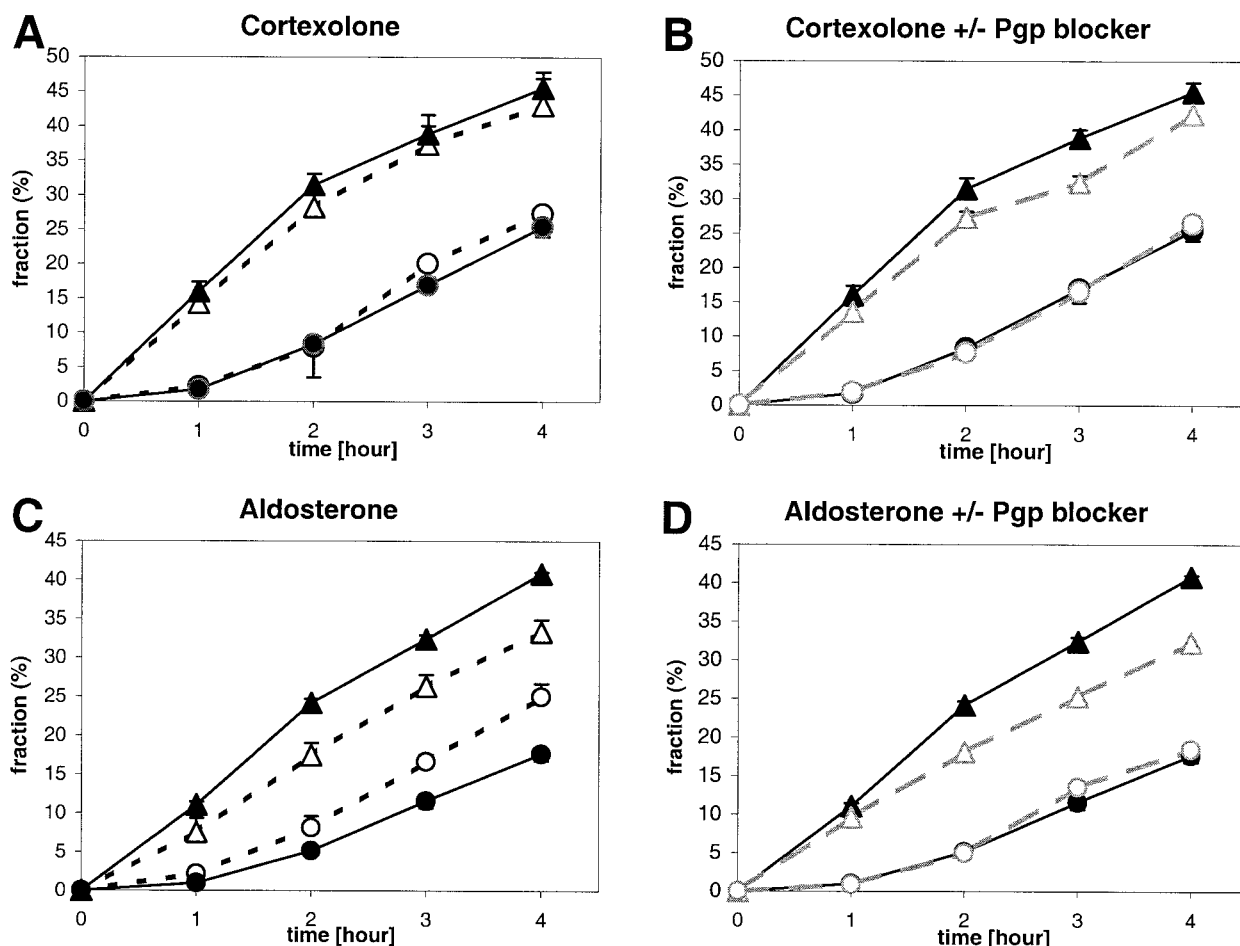 A
Cortexolone
50
45
40
35
30
25
20
15
10
5
0
fraction (%)
0 1 2 3 4
time [hour]
B
Cortexolone +/- Pgp blocker
50
45
40
35
30
25
20
15
10
5
0
fraction (%)
0 1 2 3 4
time [hour]
C
Aldosterone
45
40
35
30
25
20
15
10
5
0
fraction (%)
0 1 2 3 4
time [hour]
D
Aldosterone +/- Pgp blocker
45
40
35
30
25
20
15
10
5
0
fraction (%)
0 1 2 3 4
time [hour]